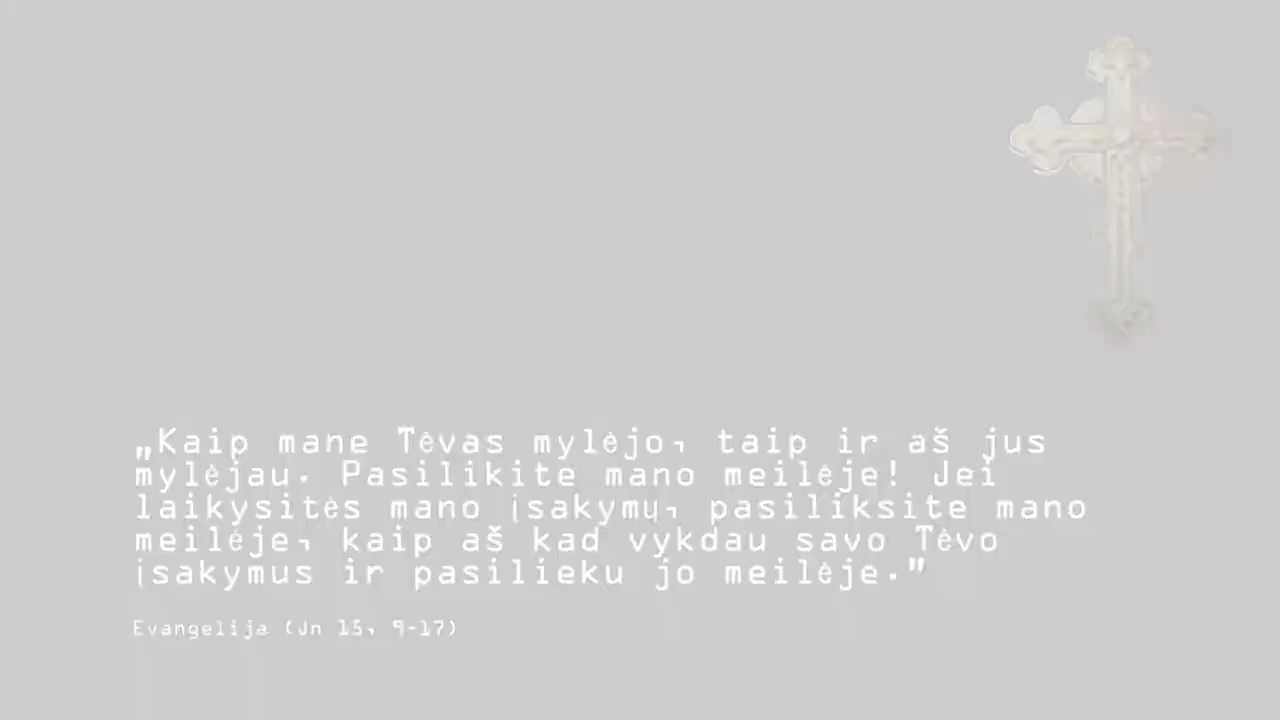 „Kaip mane Tėvas mylėjo, taip ir aš jus
mylėjau. Pasilikite mano meilėje! Jei
laikysitės mano įsakymų, pasiliksite mano
meilėje, kaip aš kad vykdau savo Tėvo
įsakymus ir pasilieku jo meilėje."
Evangelija (Jn 15, 9-17)